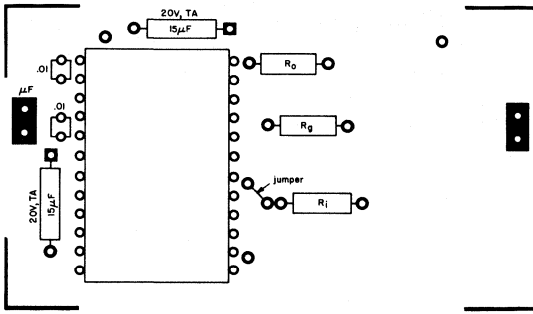 20V, TA
15µF
.01
µF
.01
20V, TA
15µF
Ro
Rg
jumper
Ri